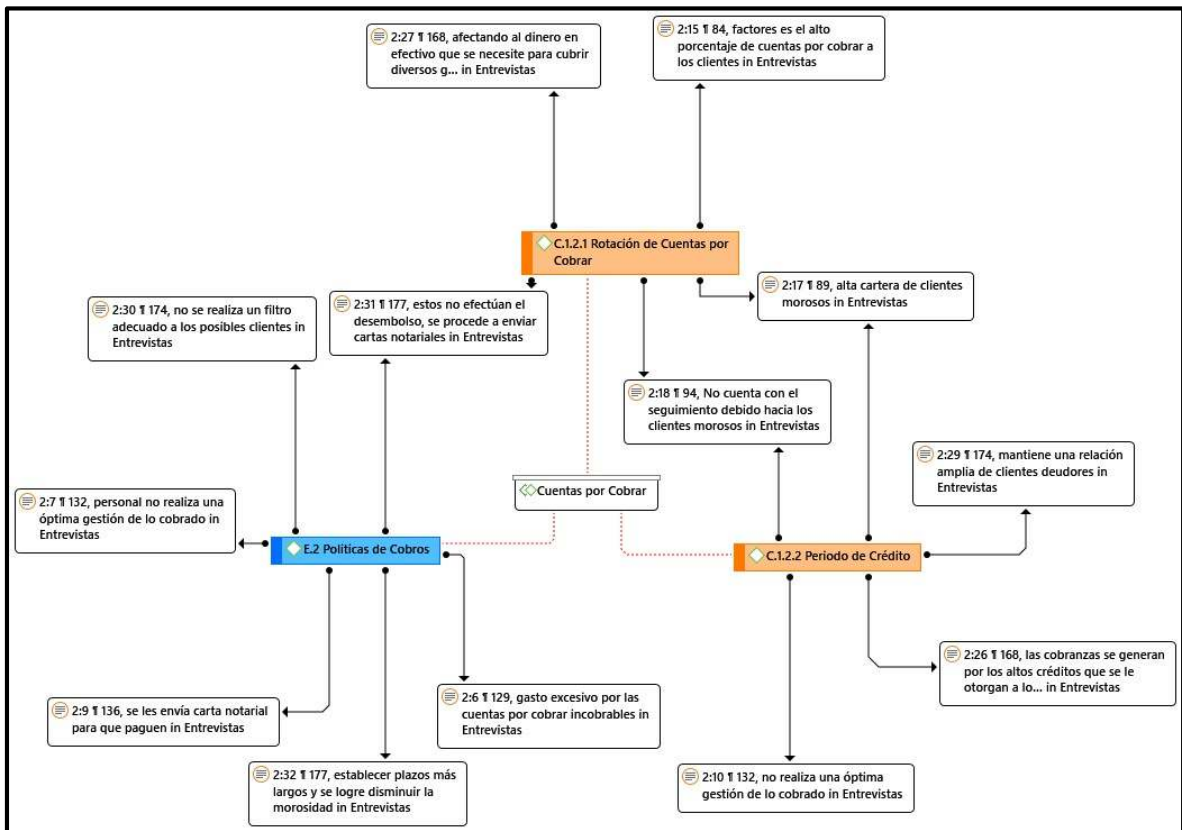 2:27 ¶ 168, afectando al dinero en
efectivo que se necesite para cubrir
diversos g... in Entrevistas
2:15 ¶ 84, factores es el alto
porcentaje de cuentas por cobrar a
los clientes in Entrevistas
C.1.2.1 Rotación de Cuentas por
Cobrar
2:30 ¶ 174, no se realiza un filtro
adecuado a los posibles clientes in
Entrevistas
2:31 ¶ 177, estos no efectúan el
desembolso, se procede a enviar
cartas notariales in Entrevistas
2:17 ¶ 89, alta cartera de clientes
morosos in Entrevistas
2:18 ¶ 94, No cuenta con el
seguimiento debido hacia los
clientes morosos in Entrevistas
2:29 ¶ 174, mantiene una relación
amplia de clientes deudores in
Entrevistas
Cuentas por Cobrar
2:7 ¶ 132, personal no realiza una
óptima gestión de lo cobrado in
Entrevistas
E.2 Políticas de Cobros
C.1.2.2 Periodo de Crédito
2:26 ¶ 168, las cobranzas se generan
por los altos créditos que se le
otorgan a lo... in Entrevistas
2:9 ¶ 136, se les envía carta notarial
para que paguen in Entrevistas
2:6 ¶ 129, gasto excesivo por las
cuentas por cobrar incobrables in
Entrevistas
2:32 ¶ 177, establecer plazos más
largos y se logre disminuir la
morosidad in Entrevistas
2:10 ¶ 132, no realiza una óptima
gestión de lo cobrado in Entrevistas